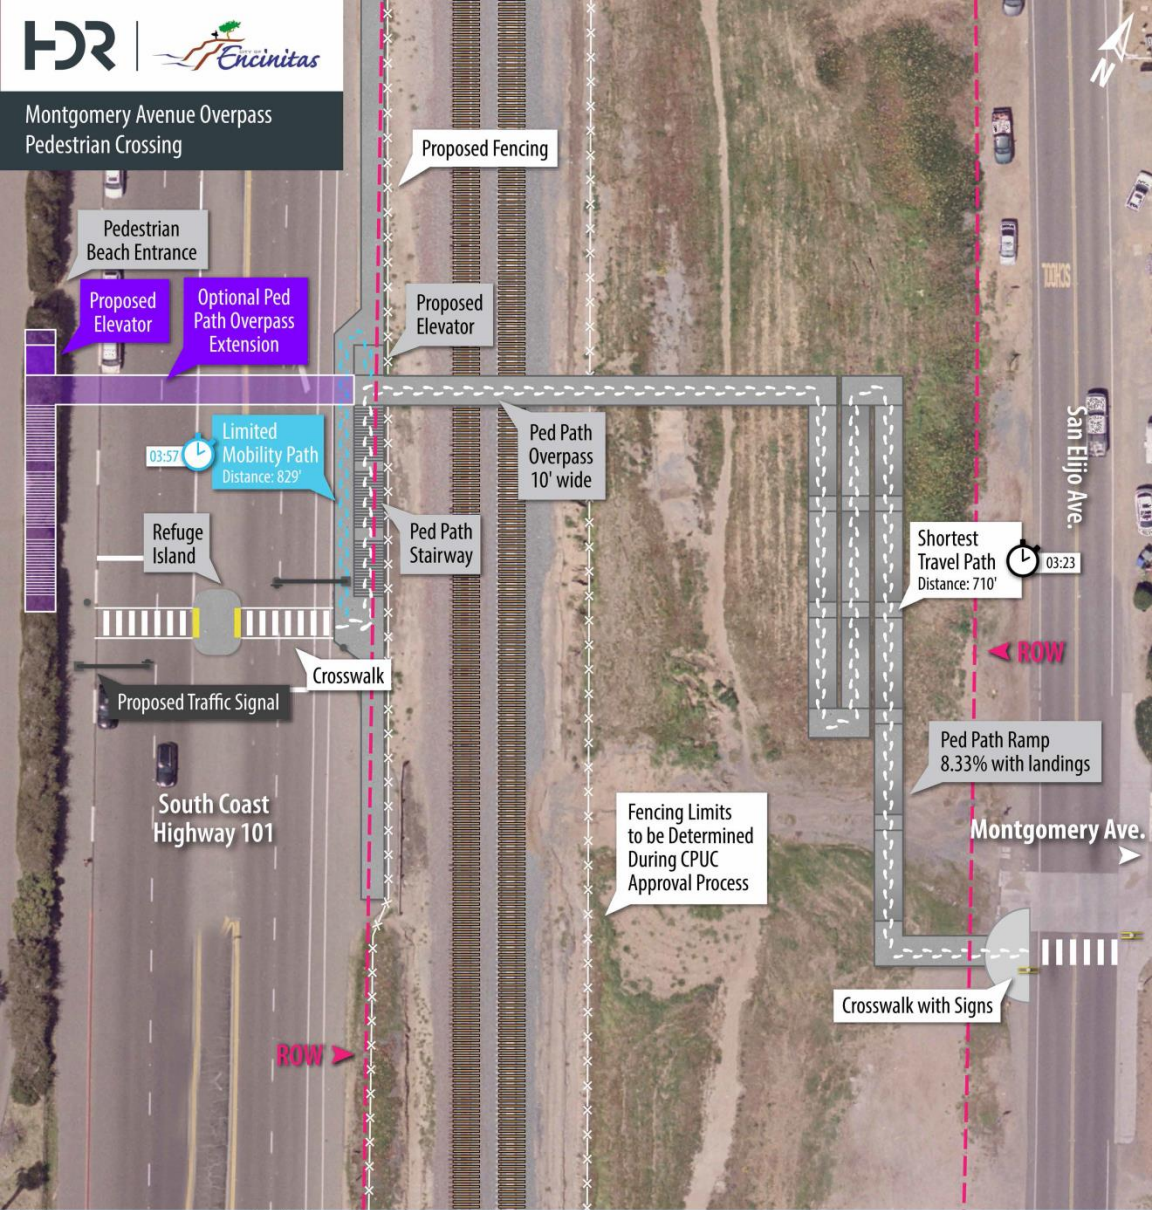 HDR
CITY OF
Encinitas
Montgomery Avenue Overpass
Pedestrian Crossing
Proposed Fencing
Pedestrian
Beach Entrance
Proposed
Elevator
Optional Ped
Path Overpass
Extension
Proposed
Elevator
N
SCHOOL
03:57
Limited
Mobility Path
Distance: 829'
Ped Path
Overpass
10' wide
San Elijo Ave.
Refuge
Island
Ped Path
Stairway
Shortest
Travel Path
Distance: 710'
03:23
ROW
Crosswalk
Proposed Traffic Signal
Ped Path Ramp
8.33% with landings
South Coast
Highway 101
Fencing Limits
to be Determined
During CPUC
Approval Process
Montgomery Ave.
Crosswalk with Signs
ROW